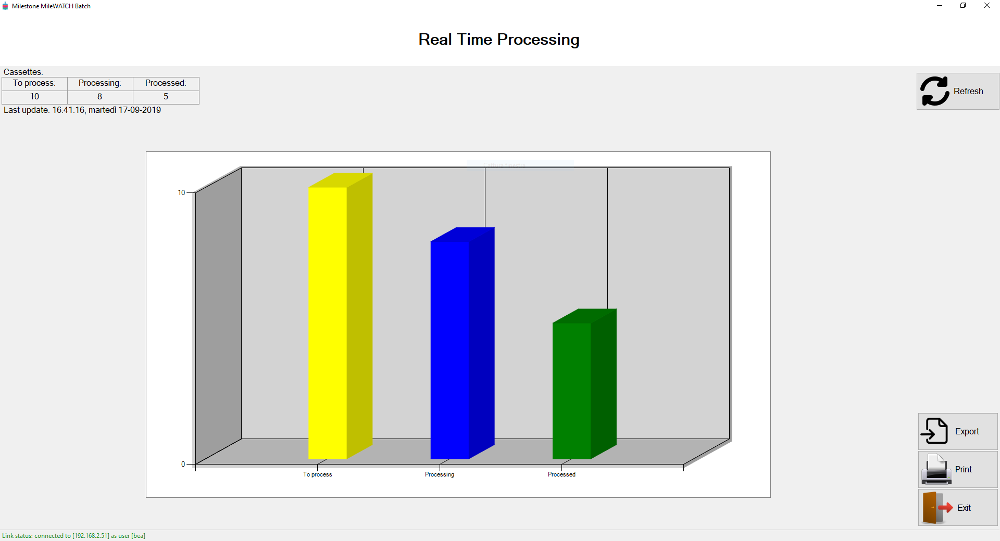 Milestone MileWATCH Batch
Real Time Processing
Cassettes:
To process: Processing: Processed:
10 8 5
Last update: 16:41:16, martedì 17-09-2019
Refresh
Cattura finestra
10
0
To process Processing Processed
Export
Print
Exit
Link status: connected to [192.168.2.51] as user [bea]